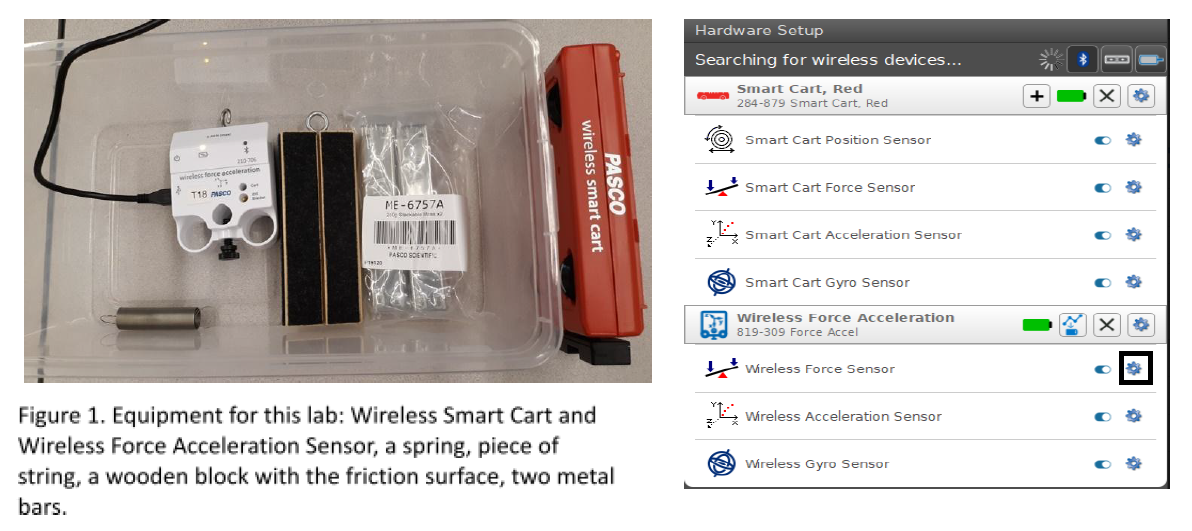 wireless force acceleration
T18 PASCO
ME-6757A
PASCO SCIENTIFIC
PASCO
wireless smart cart
Figure 1. Equipment for this lab: Wireless Smart Cart and
Wireless Force Acceleration Sensor, a spring, piece of
string, a wooden block with the friction surface, two metal
bars.
Hardware Setup
Searching for wireless devices...
Smart Cart, Red
284-879 Smart Cart, Red
Smart Cart Position Sensor
Smart Cart Force Sensor
Smart Cart Acceleration Sensor
Smart Cart Gyro Sensor
Wireless Force Acceleration
819-309 Force Accel
Wireless Force Sensor
Wireless Acceleration Sensor
Wireless Gyro Sensor